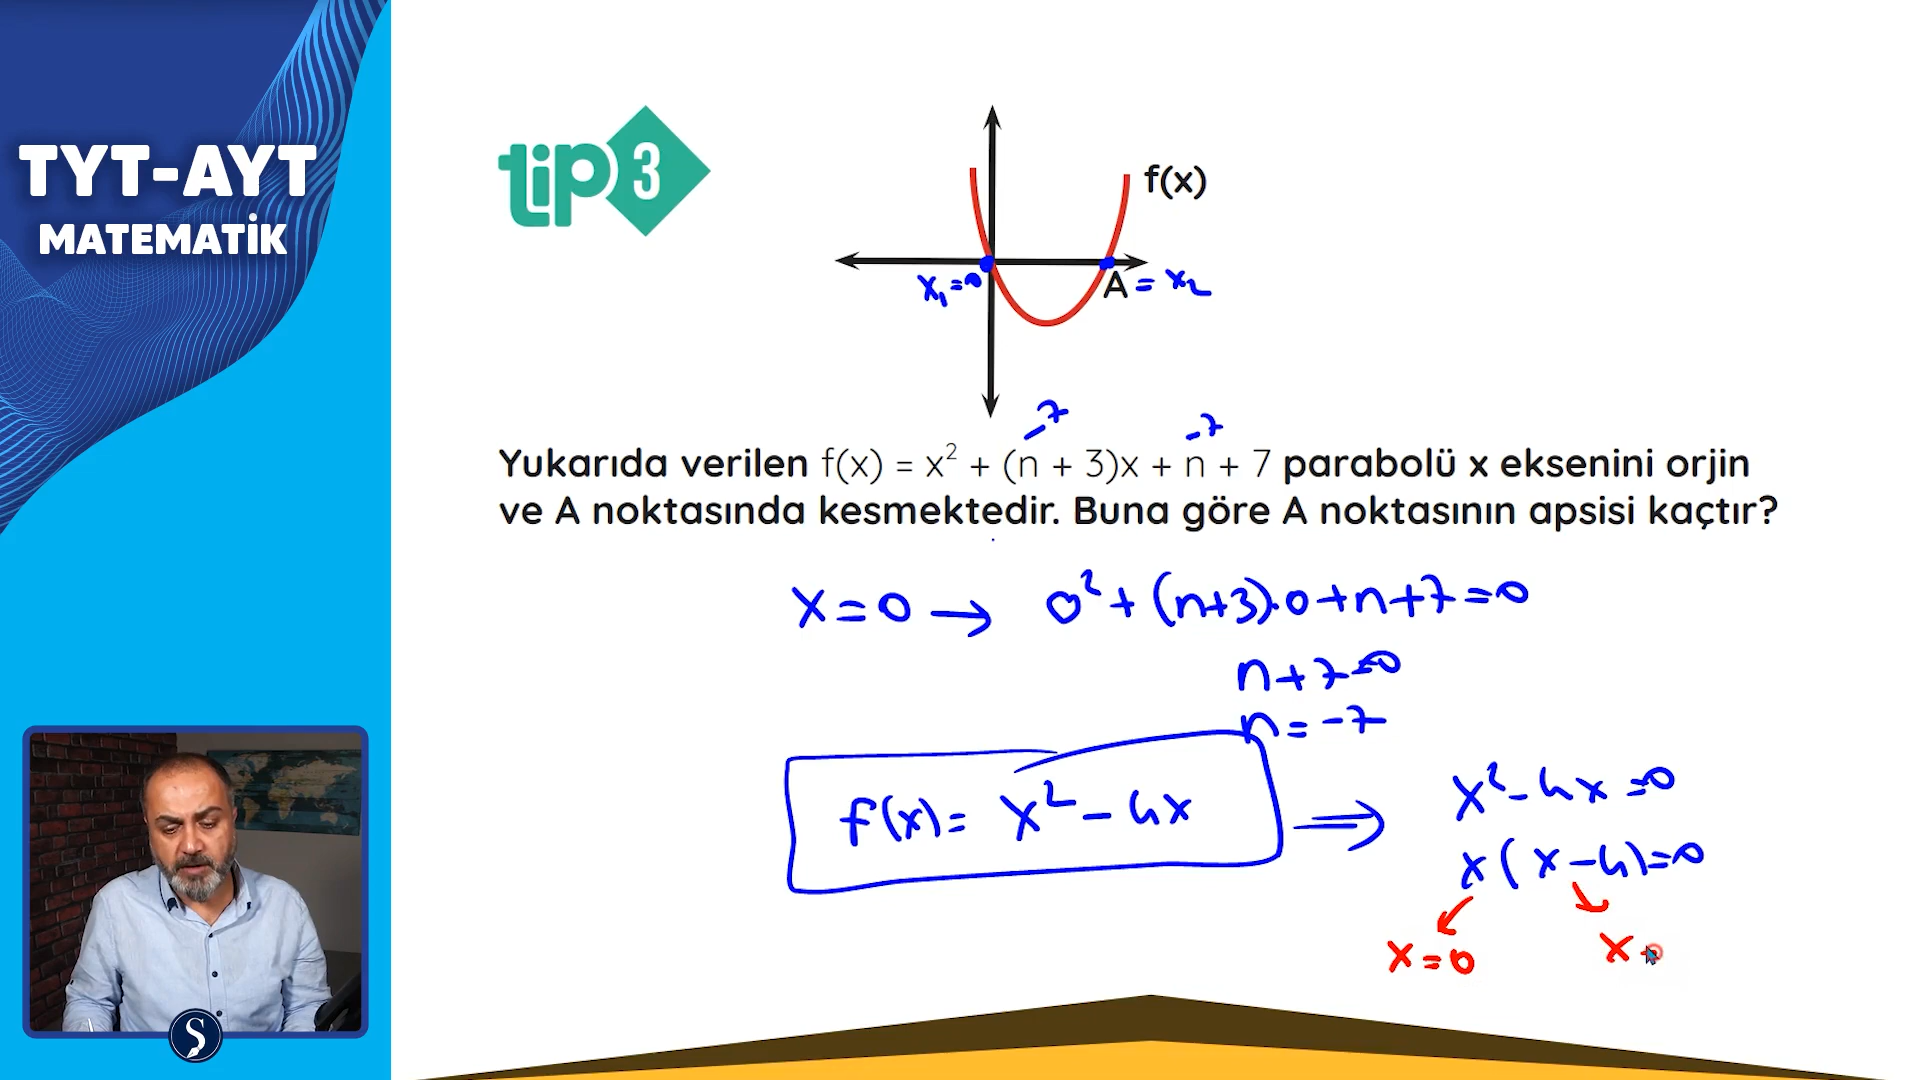 TYT-AYT
MATEMATİK
tip 3
f(x)
x₁=0
A = x₂
-7 -7
Yukarıda verilen f(x) = x² + (n + 3)x + n + 7 parabolü x eksenini orjin
ve A noktasında kesmektedir. Buna göre A noktasının apsisi kaçtır?
x=0 → 0²+(n+3).0+n+7=0
n+7=0
n=-7
f(x)= x²-4x ⇒ x²-4x=0
x(x-4)=0
x=0 x=
S